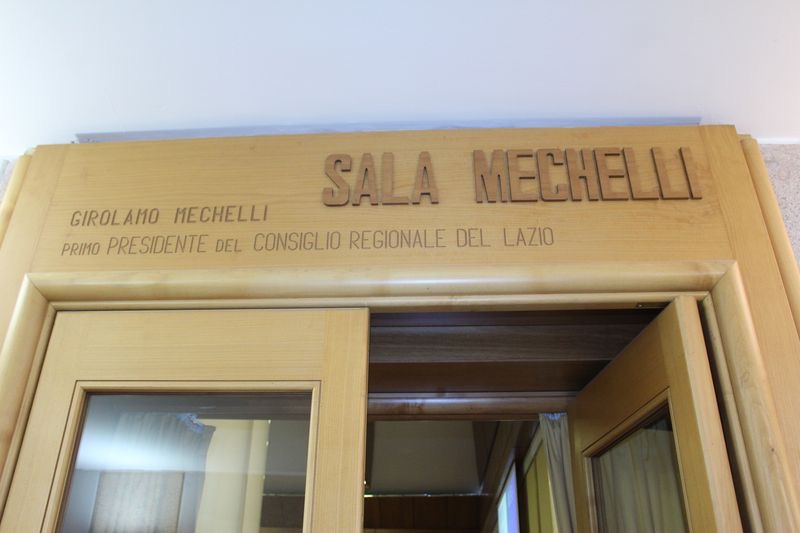 SALA MECHELLI
GIROLAMO MECHELLI
PRIMO PRESIDENTE DEL CONSIGLIO REGIONALE DEL LAZIO